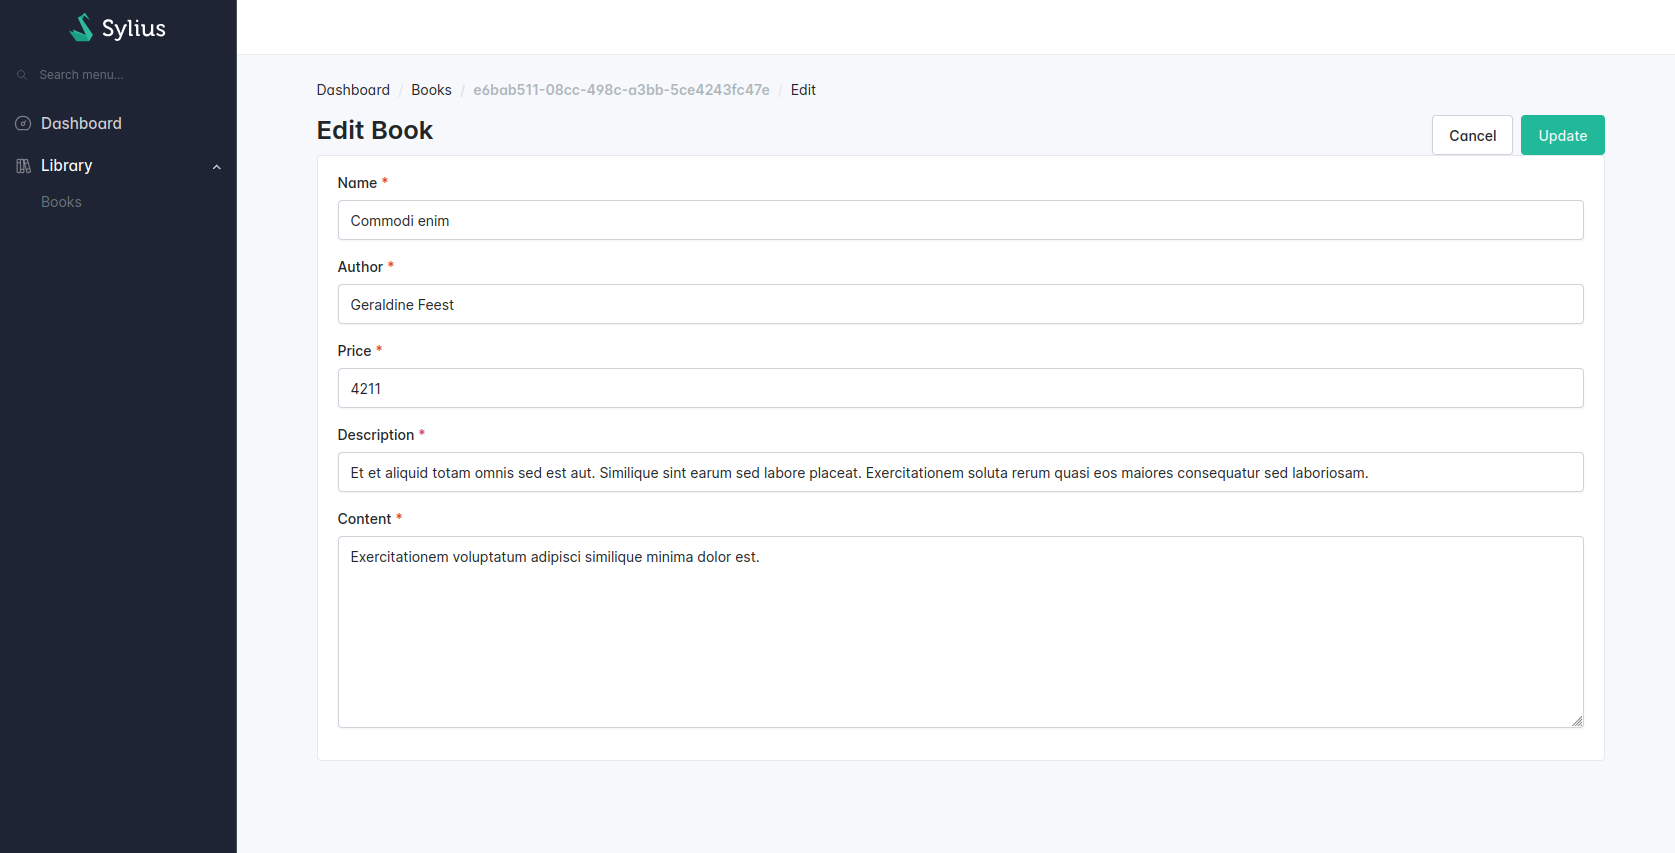 Sylius
Search menu...
Dashboard
Library
Books
Dashboard / Books / e6bab511-08cc-498c-a3bb-5ce4243fc47e / Edit
Edit Book
Cancel
Update
Name *
Commodi enim
Author *
Geraldine Feest
Price *
4211
Description *
Et et aliquid totam omnis sed est aut. Similique sint earum sed labore placeat. Exercitationem soluta rerum quasi eos maiores consequatur sed laboriosam.
Content *
Exercitationem voluptatum adipisci similique minima dolor est.